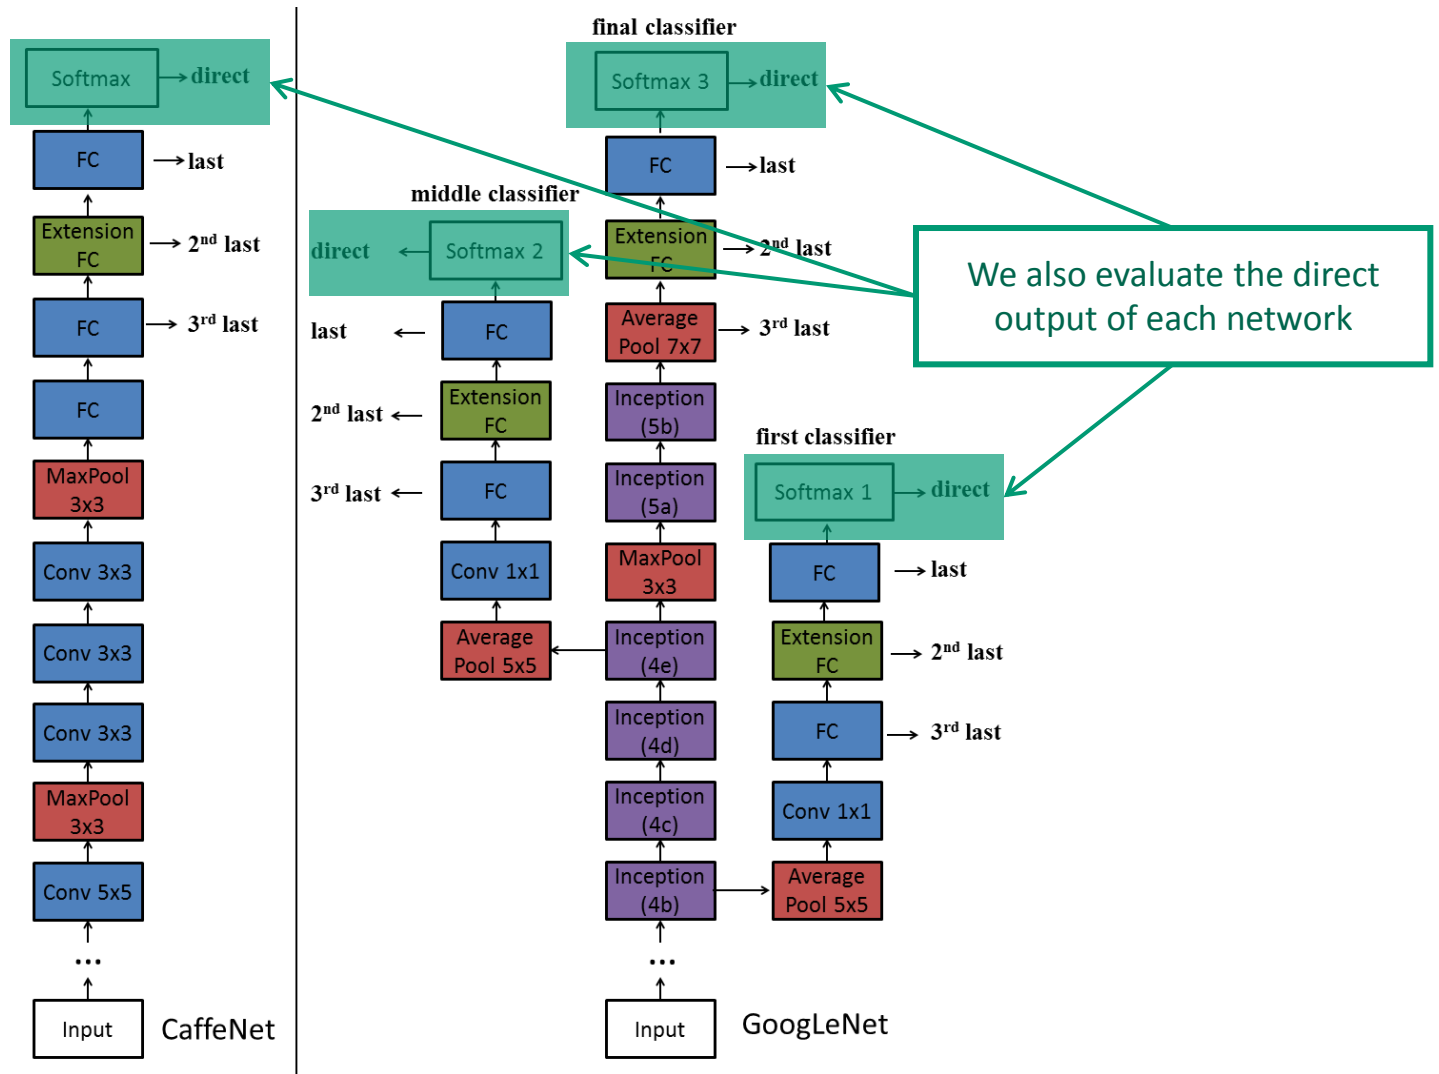 Softmax
direct
FC
last
Extension
FC
2nd last
FC
3rd last
FC
MaxPool
3x3
Conv 3x3
Conv 3x3
Conv 3x3
MaxPool
3x3
Conv 5x5
...
Input
CaffeNet
middle classifier
direct
Softmax 2
last
FC
2nd last
Extension
FC
3rd last
FC
Conv 1x1
Average
Pool 5x5
final classifier
Softmax 3
direct
FC
last
Extension
FC
2nd last
Average
Pool 7x7
3rd last
Inception
(5b)
Inception
(5a)
MaxPool
3x3
Inception
(4e)
Inception
(4d)
Inception
(4c)
Inception
(4b)
...
Input
GoogLeNet
first classifier
Softmax 1
direct
FC
last
Extension
FC
2nd last
FC
3rd last
Conv 1x1
Average
Pool 5x5
We also evaluate the direct
output of each network